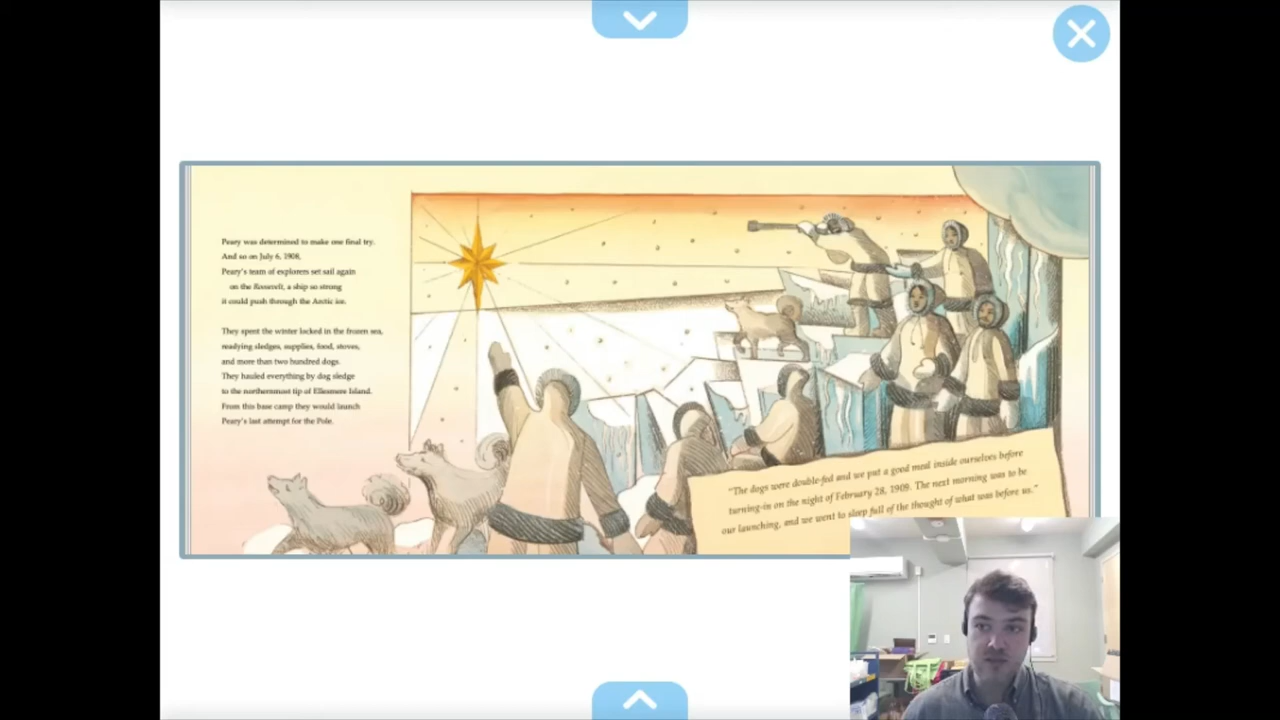 Peary was determined to make one final try.
And so on July 6, 1908,
Peary's team of explorers set sail again
on the Roosevelt, a ship so strong
it could push through the Arctic ice.
They spent the winter locked in the frozen sea,
readying sledges, supplies, food, stoves,
and more than two hundred dogs.
They hauled everything by dog sledge
to the northernmost tip of Ellesmere Island.
From this base camp they would launch
Peary's last attempt for the Pole.
"The dogs were double-fed and we put a good meal inside ourselves before
turning-in on the night of February 28, 1909. The next morning was to be
our launching, and we went to sleep full of the thought of what was before us."